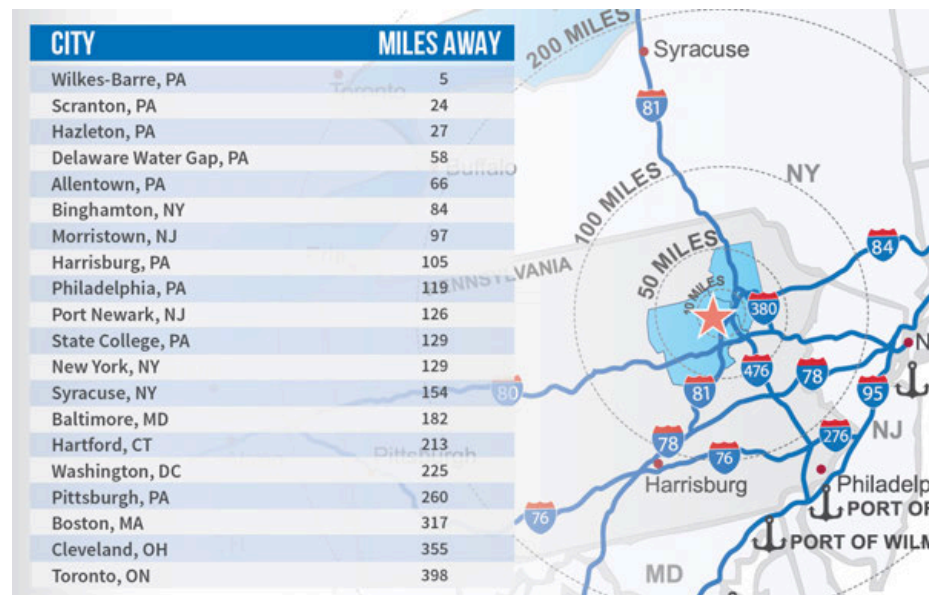 CITY MILES AWAY
Wilkes-Barre, PA 5
Scranton, PA 24
Hazleton, PA 27
Delaware Water Gap, PA 58
Allentown, PA 66
Binghamton, NY 84
Morristown, NJ 97
Harrisburg, PA 105
Philadelphia, PA 119
Port Newark, NJ 126
State College, PA 129
New York, NY 129
Syracuse, NY 154
Baltimore, MD 182
Hartford, CT 213
Washington, DC 225
Pittsburgh, PA 260
Boston, MA 317
Cleveland, OH 355
Toronto, ON 398
200 MILES
Syracuse
81
Toronto
Buffalo
NY
100 MILES
84
50 MILES
PENNSYLVANIA
10 MILES
380
N
476
78
81
80
95
78
276
NJ
76
Pittsburgh
Harrisburg
Philadelp
76
PORT OF
PORT OF WILM
MD